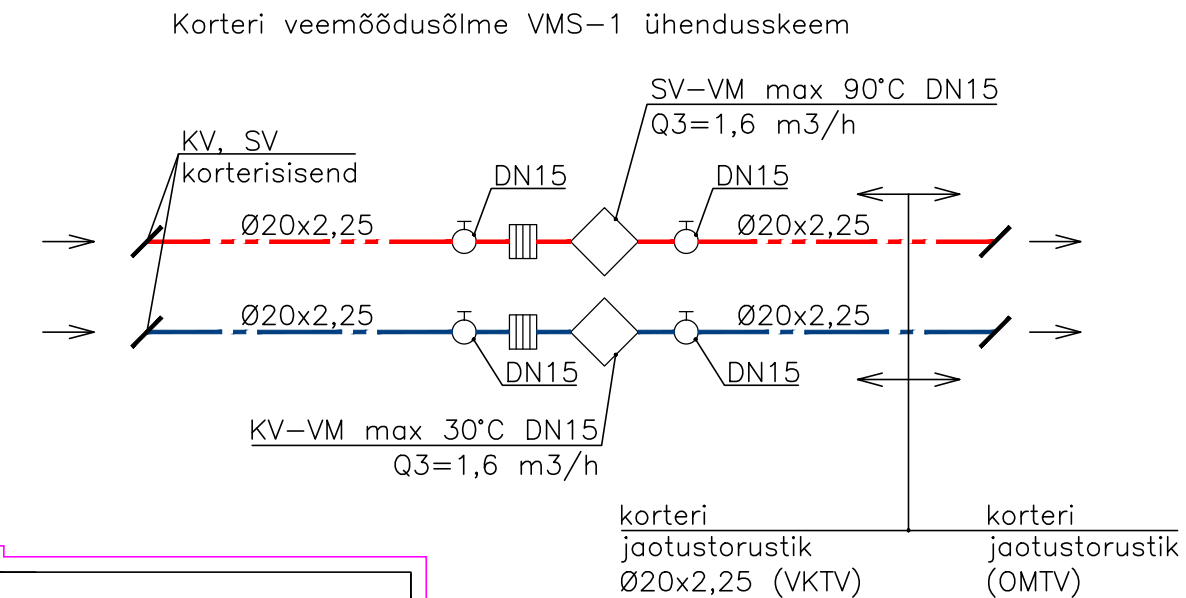 Korteri veemõõdusõlme VMS-1 ühendusskeem
SV-VM max 90°C DN15
Q3=1,6 m3/h
KV, SV
korterisisend
DN15
DN15
Ø20x2,25
Ø20x2,25
Ø20x2,25
Ø20x2,25
DN15
DN15
KV-VM max 30°C DN15
Q3=1,6 m3/h
korteri
jaotustorustik
Ø20x2,25 (VKTV)
korteri
jaotustorustik
(OMTV)